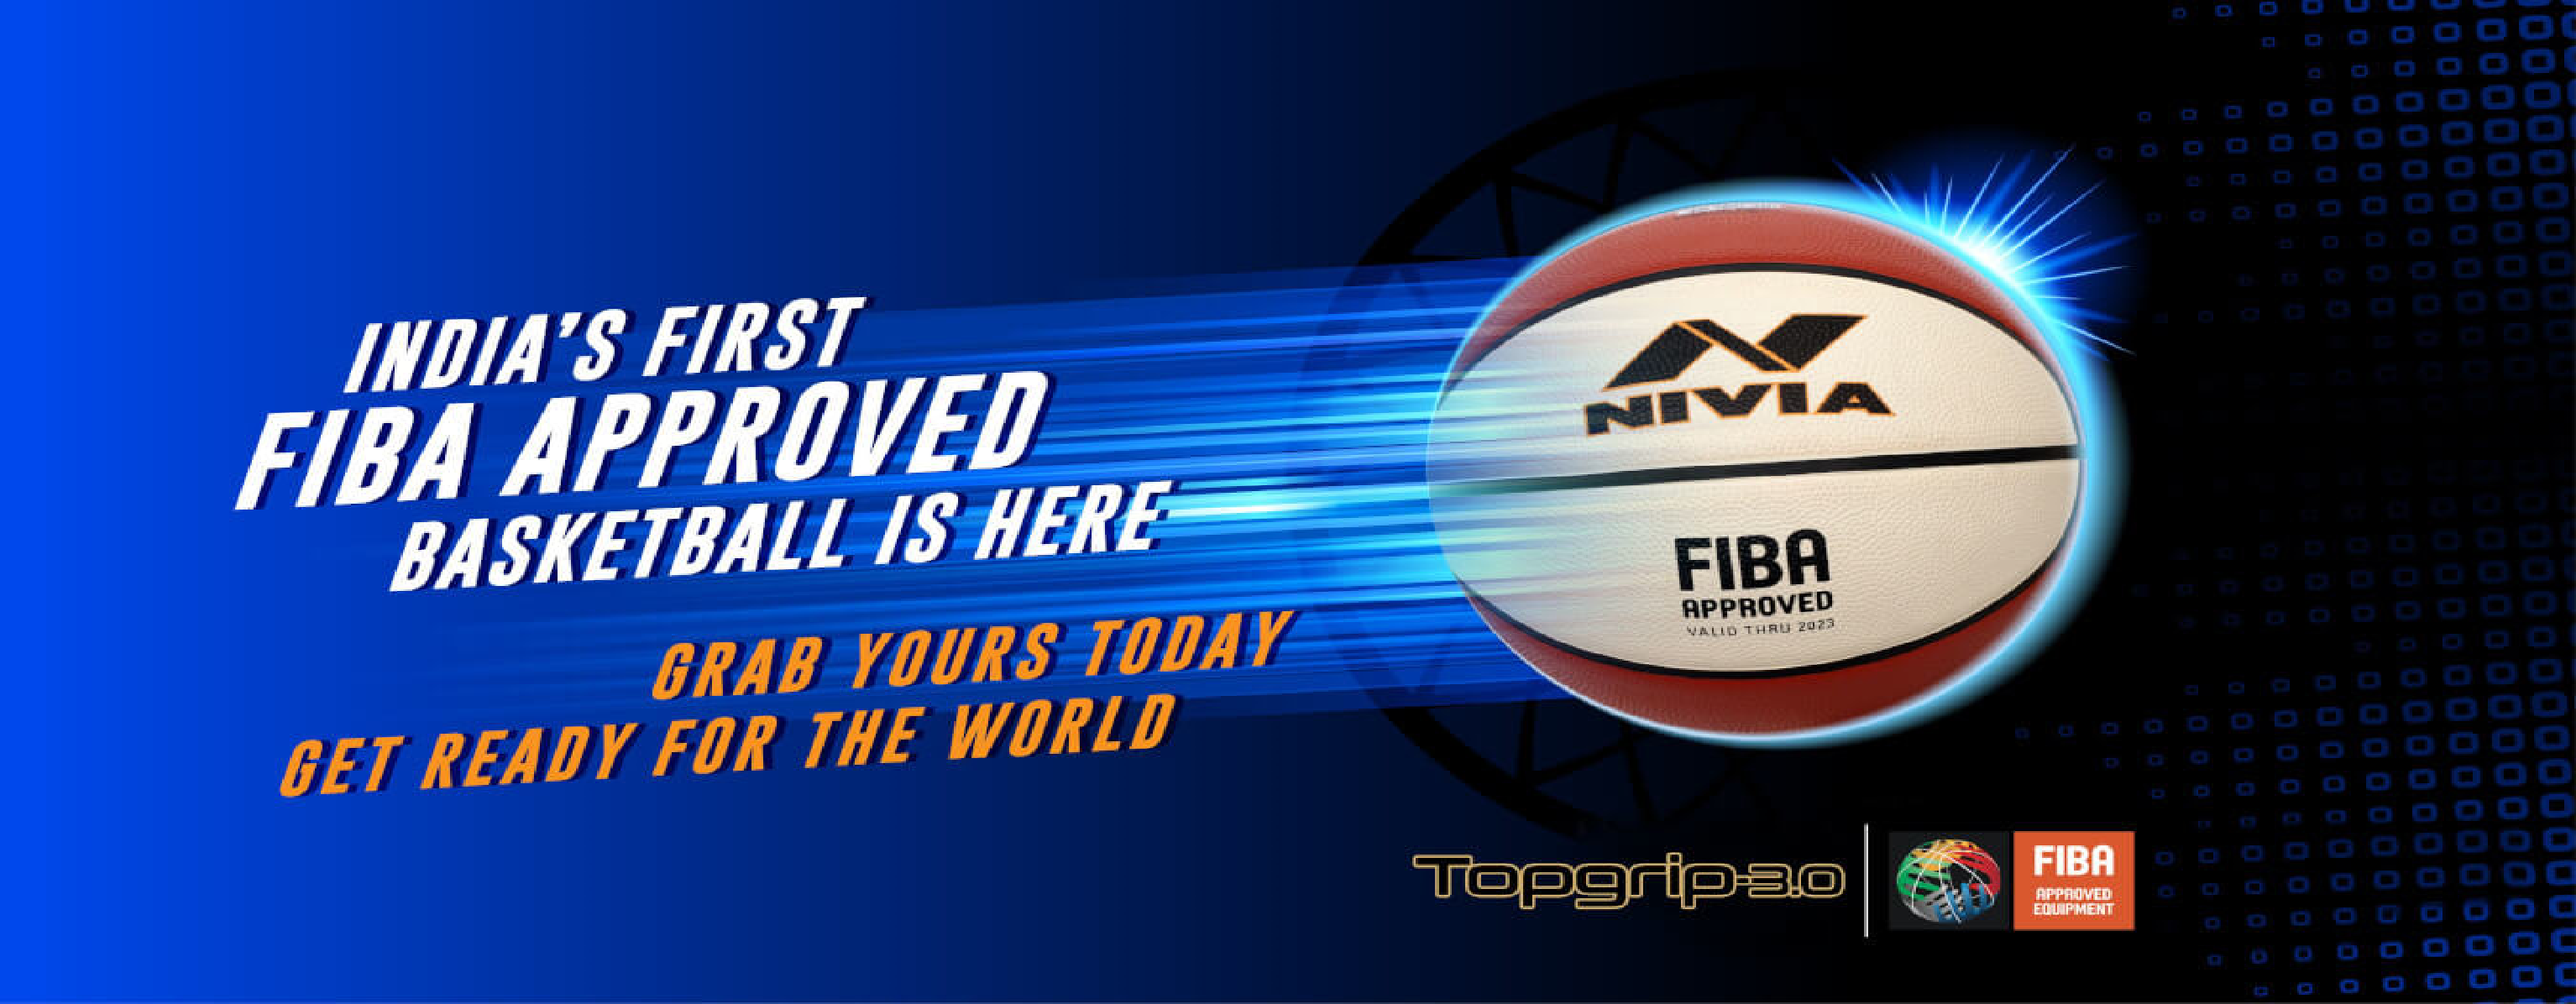 INDIA'S FIRST
FIBA APPROVED
BASKETBALL IS HERE
GRAB YOURS TODAY
GET READY FOR THE WORLD
NIVIA
FIBA
APPROVED
VALID THRU 2023
Topgrip-3.0
FIBA
APPROVED
EQUIPMENT